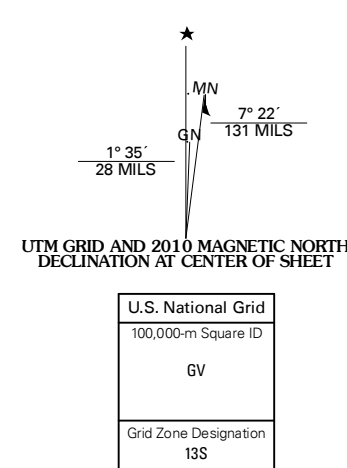 ★
MN
GN
7° 22´
131 MILS
1° 35´
28 MILS
UTM GRID AND 2010 MAGNETIC NORTH
DECLINATION AT CENTER OF SHEET
U.S. National Grid
100,000-m Square ID
GV
Grid Zone Designation
13S